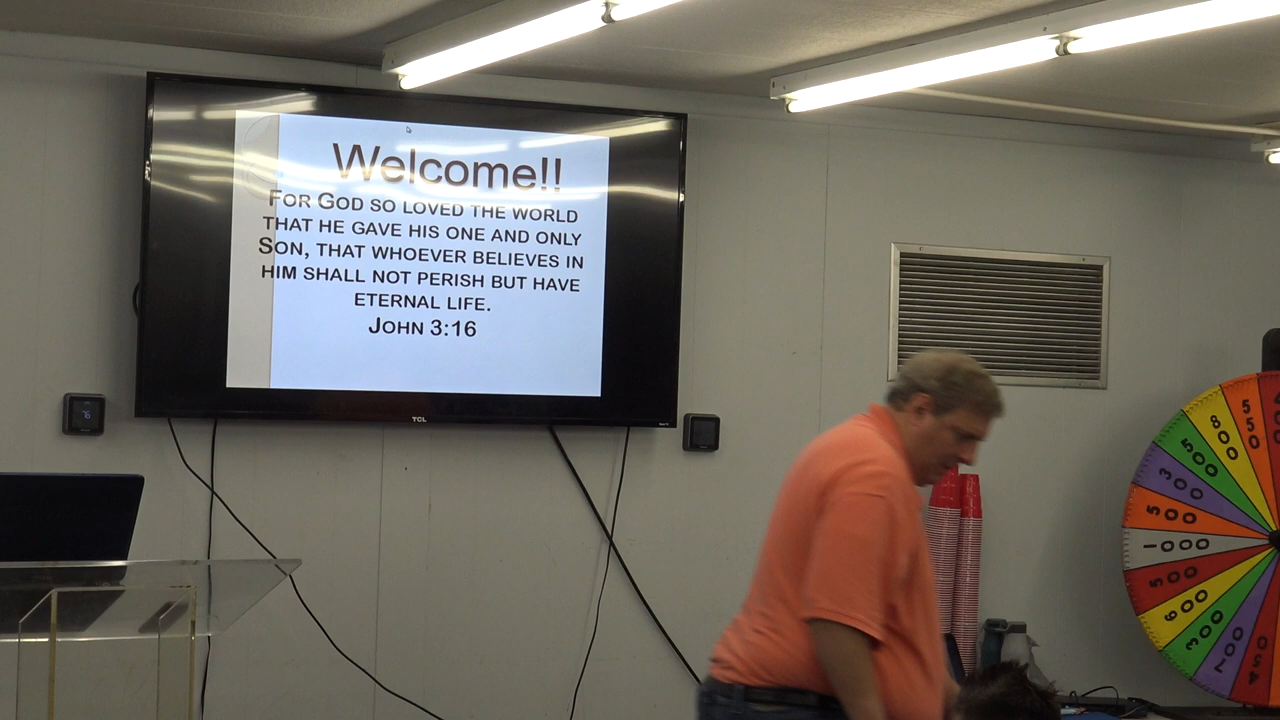 Welcome!!
FOR GOD SO LOVED THE WORLD
THAT HE GAVE HIS ONE AND ONLY
SON, THAT WHOEVER BELIEVES IN
HIM SHALL NOT PERISH BUT HAVE
ETERNAL LIFE.
JOHN 3:16
TCL
550
800
500
300
500
1000
500
600
300
700
450